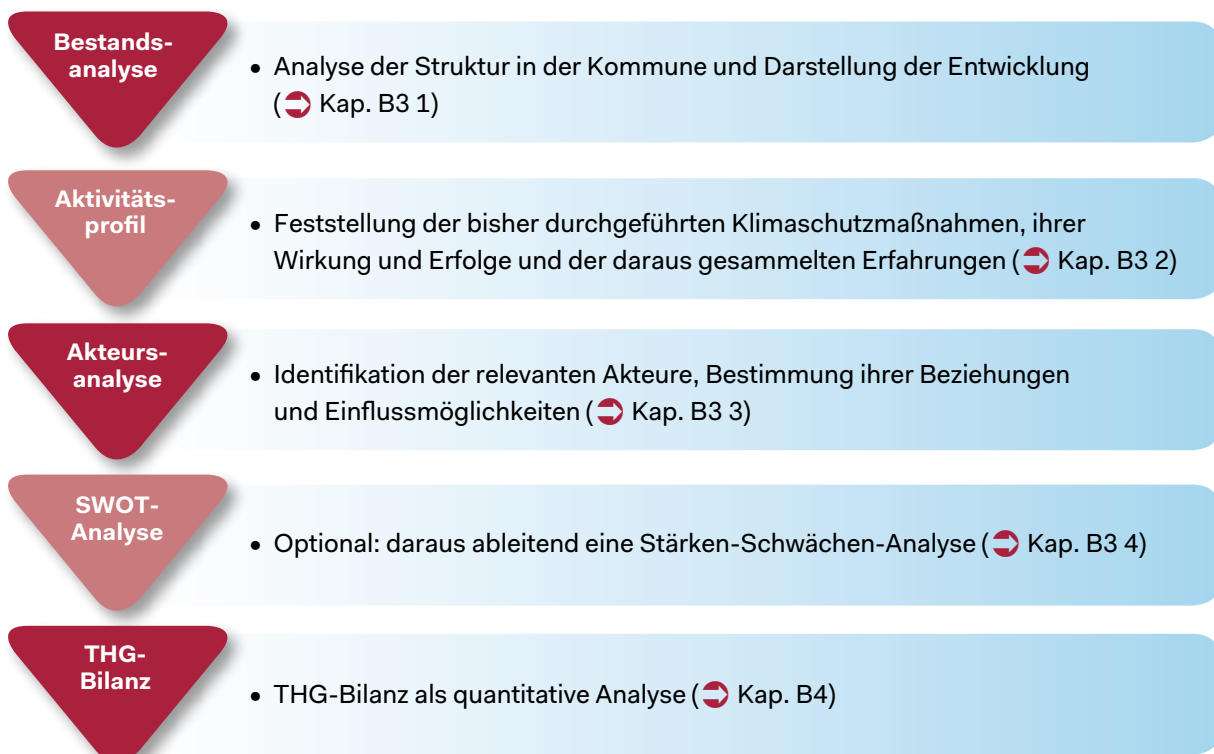 Bestands-
analyse
• Analyse der Struktur in der Kommune und Darstellung der Entwicklung
( Kap. B3 1)
Aktivitäts-
profil
• Feststellung der bisher durchgeführten Klimaschutzmaßnahmen, ihrer
Wirkung und Erfolge und der daraus gesammelten Erfahrungen ( Kap. B3 2)
Akteurs-
analyse
• Identifikation der relevanten Akteure, Bestimmung ihrer Beziehungen
und Einflussmöglichkeiten ( Kap. B3 3)
SWOT-
Analyse
• Optional: daraus ableitend eine Stärken-Schwächen-Analyse ( Kap. B3 4)
THG-
Bilanz
• THG-Bilanz als quantitative Analyse ( Kap. B4)